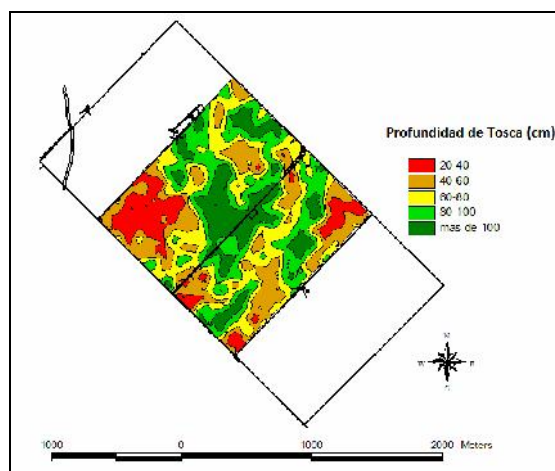 Profundidad de Tosca (cm)
20-40
40-60
60-80
80-100
mas de 100
N
W E
S
1000 0 1000 2000 Meters